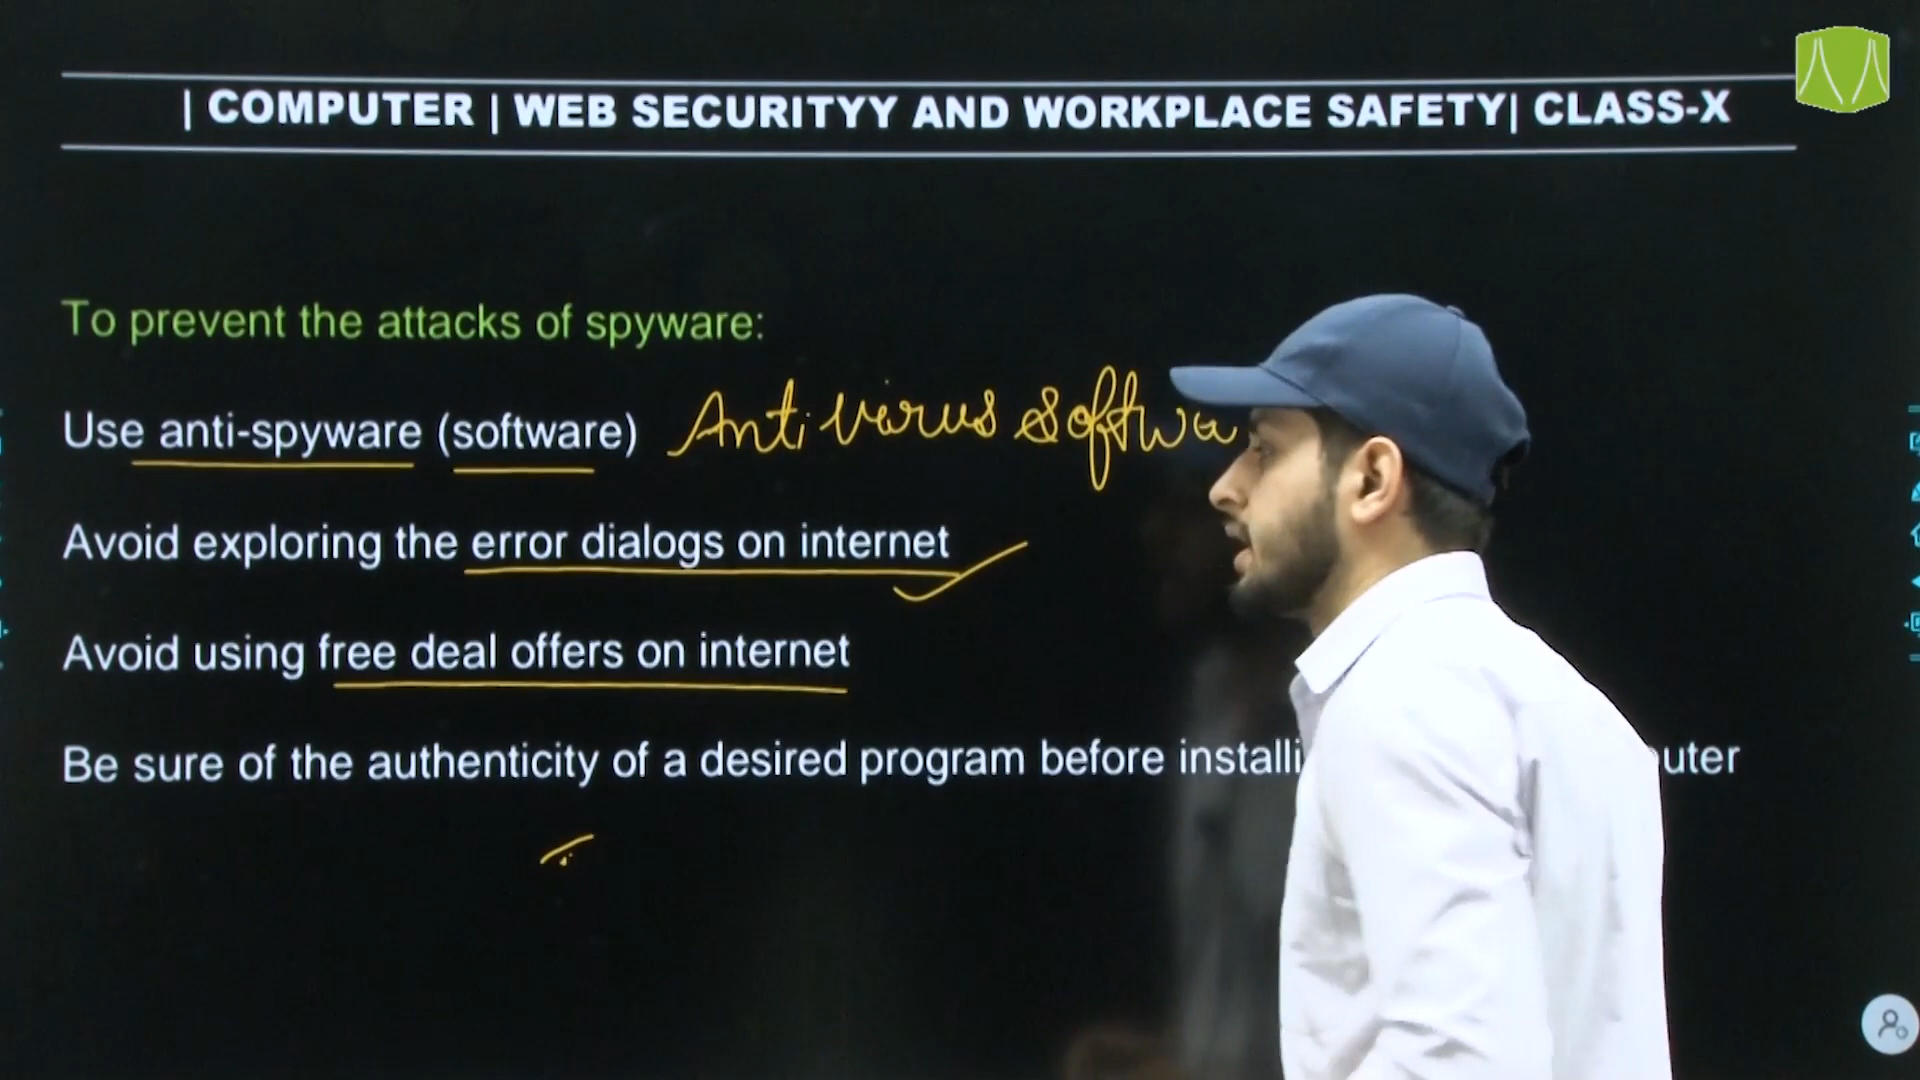 | COMPUTER | WEB SECURITYY AND WORKPLACE SAFETY| CLASS-X
To prevent the attacks of spyware:
Use anti-spyware (software) Anti virus softwa
Avoid exploring the error dialogs on internet
Avoid using free deal offers on internet
Be sure of the authenticity of a desired program before installi uter